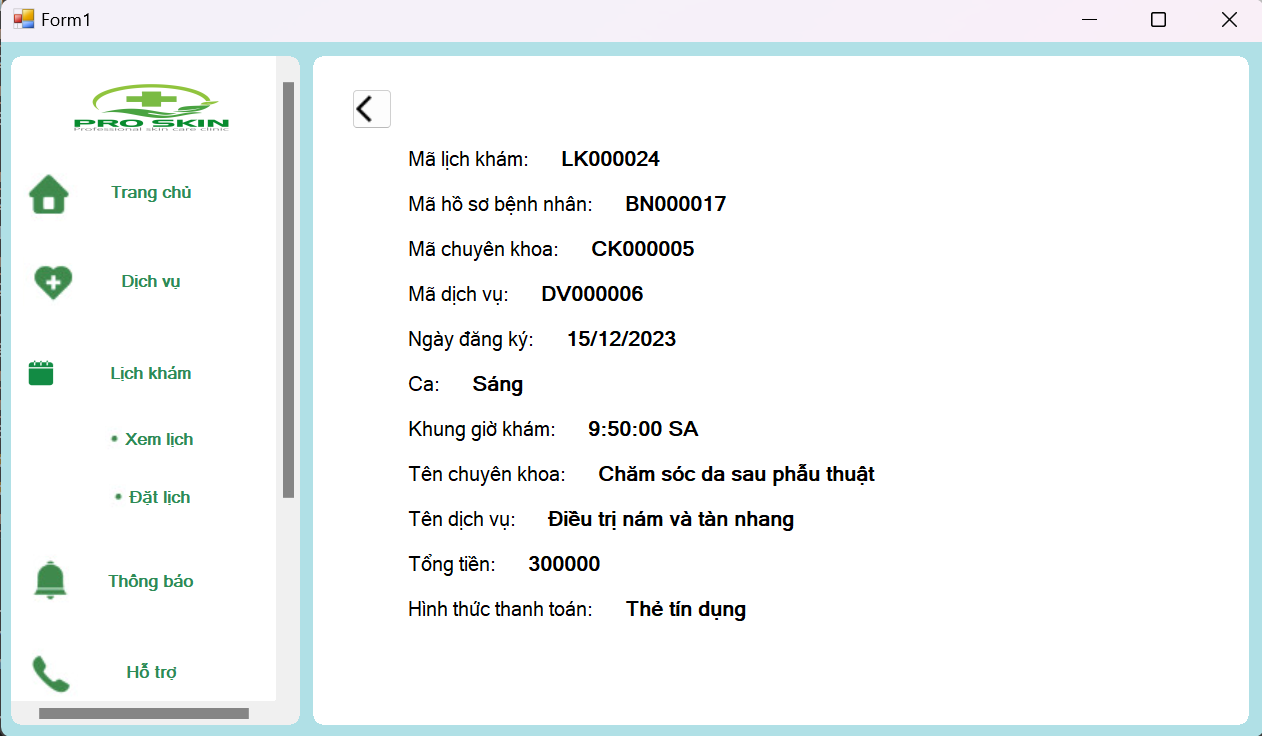 Form1
PRO SKIN
Professional skin care clinic
Trang chủ
Dịch vụ
Lịch khám
• Xem lịch
• Đặt lịch
Thông báo
Hỗ trợ
Mã lịch khám: LK000024
Mã hồ sơ bệnh nhân: BN000017
Mã chuyên khoa: CK000005
Mã dịch vụ: DV000006
Ngày đăng ký: 15/12/2023
Ca: Sáng
Khung giờ khám: 9:50:00 SA
Tên chuyên khoa: Chăm sóc da sau phẫu thuật
Tên dịch vụ: Điều trị nám và tàn nhang
Tổng tiền: 300000
Hình thức thanh toán: Thẻ tín dụng